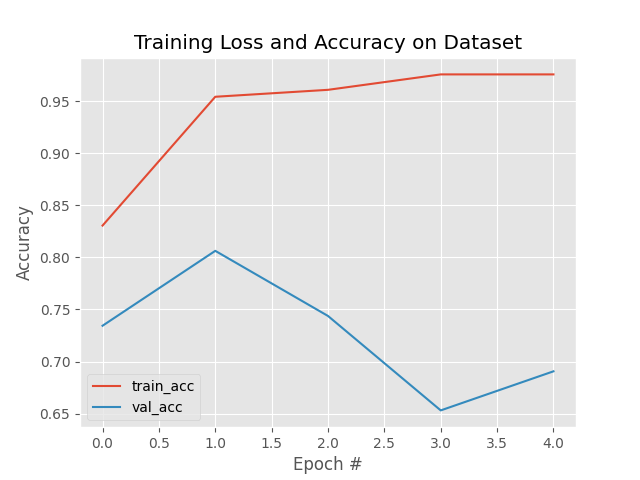 Training Loss and Accuracy on Dataset
0.95
0.90
0.85
0.80
0.75
0.70
0.65
Accuracy
train_acc
val_acc
0.0 0.5 1.0 1.5 2.0 2.5 3.0 3.5 4.0
Epoch #